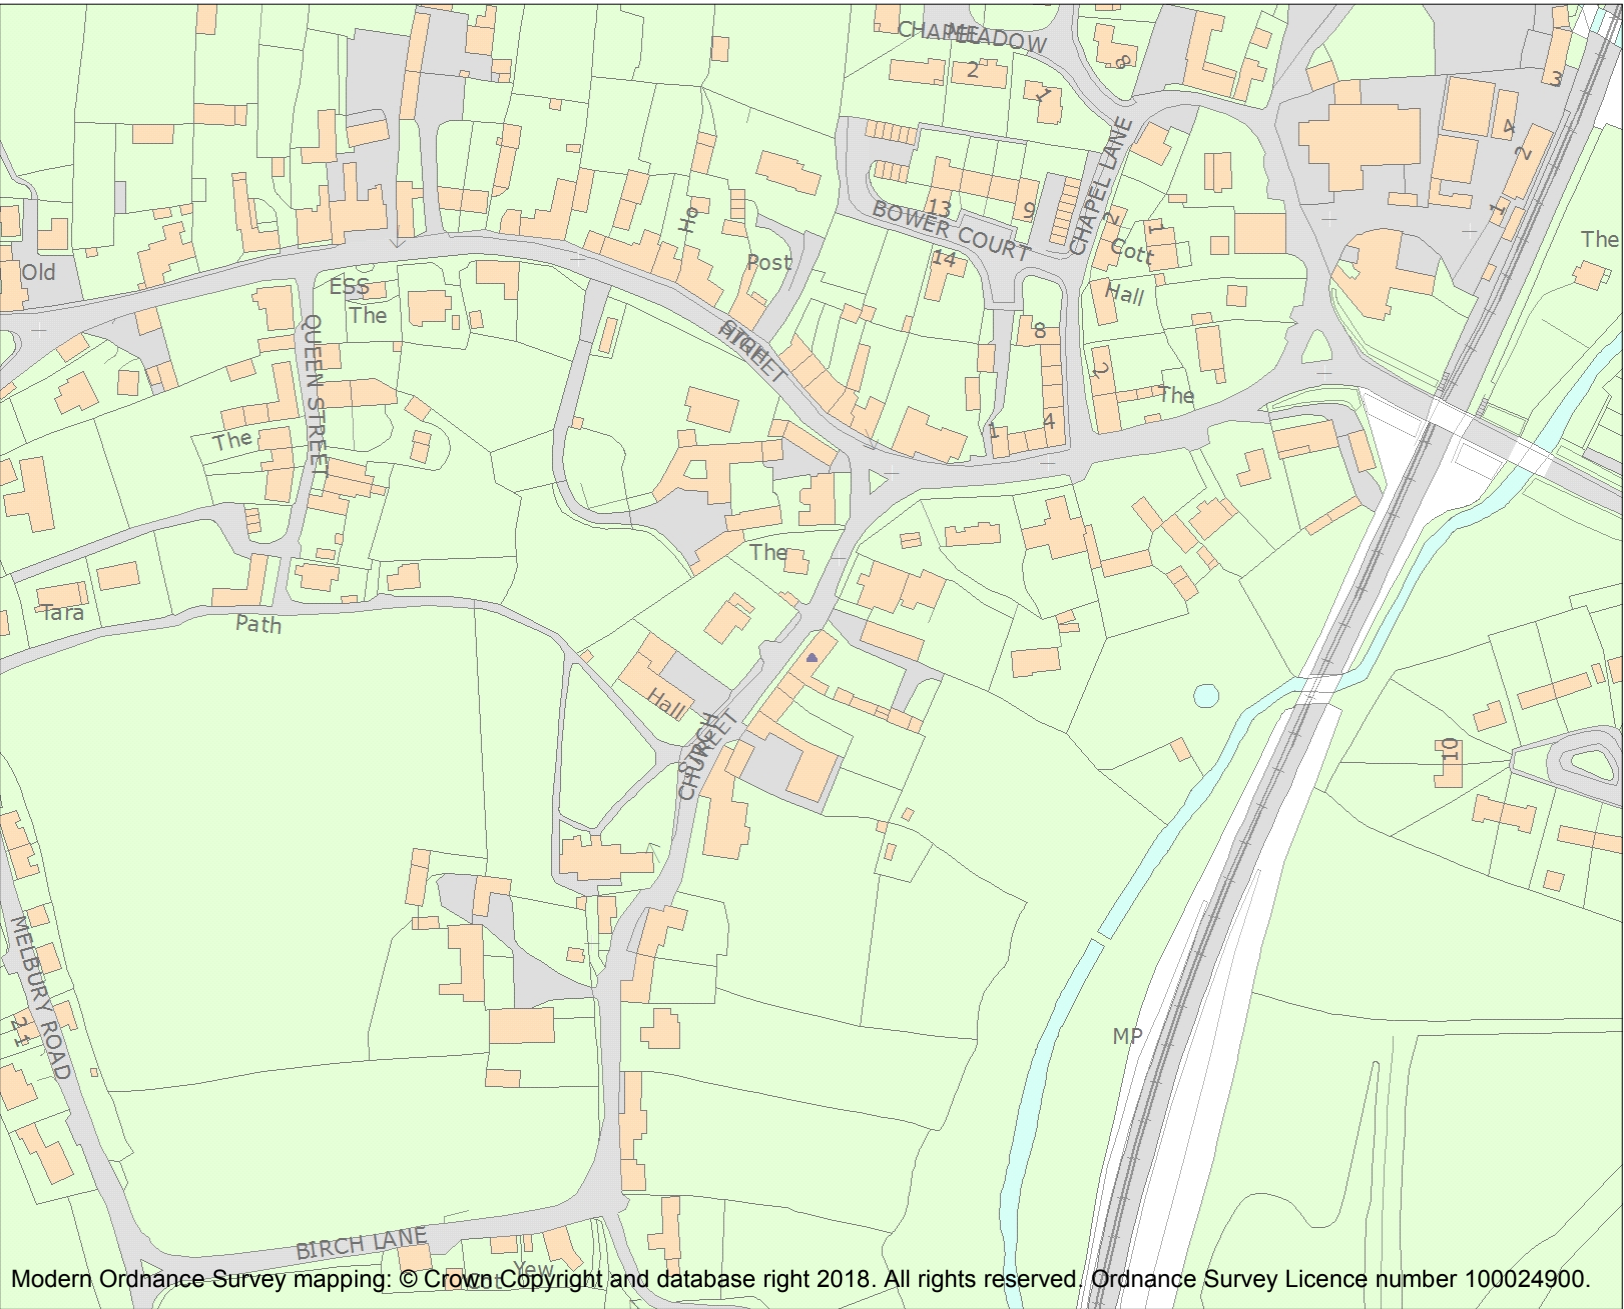 CHAPEL
MEADOW
2
8
1
3
4
2
1
CHAPEL LANE
13
9
BOWER COURT
14
2
1
Cott
Hall
Ho
Post
The
Old
ESS
The
QUEEN STREET
HIGH
STREET
8
2
The
1
4
The
The
Tara
Path
Hall
CHURCH
STREET
10
MELBURY ROAD
21
MP
BIRCH LANE
Yew
Cot
Modern Ordnance Survey mapping: © Crown Copyright and database right 2018. All rights reserved. Ordnance Survey Licence number 100024900.